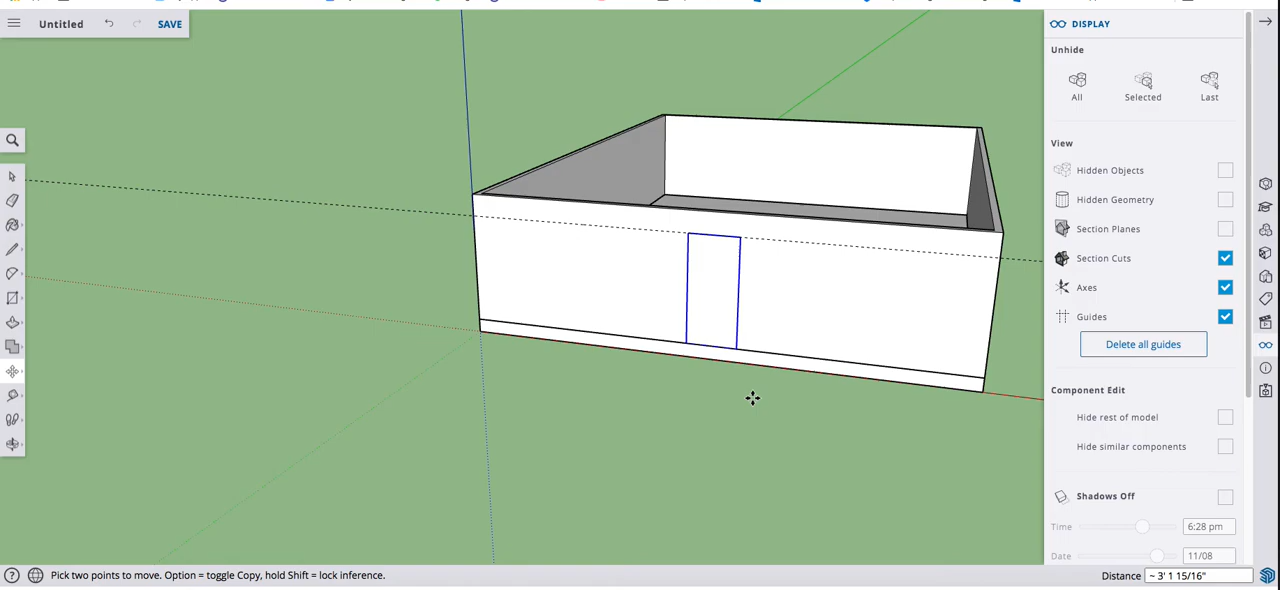 Untitled SAVE
DISPLAY
Unhide
All Selected Last
View
Hidden Objects
Hidden Geometry
Section Planes
Section Cuts
Axes
Guides
Delete all guides
Component Edit
Hide rest of model
Hide similar components
Shadows Off
Time 6:28 pm
Date 11/08
Pick two points to move. Option = toggle Copy, hold Shift = lock inference.
Distance ~ 3' 1 15/16"